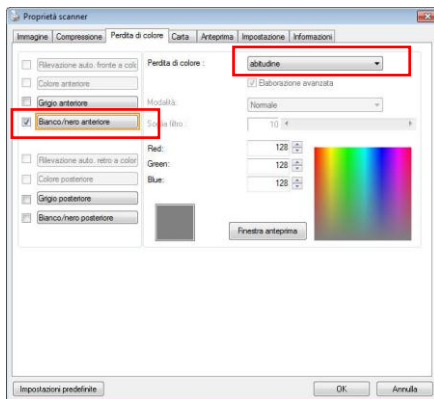 Proprietà scanner
Immagine Compressione Perdita di colore Carta Anteprima Impostazione Informazioni
Rilevazione auto. fronte a colo
Perdita di colore :
abitudine
Colore anteriore
Elaborazione avanzata
Grigio anteriore
Modalità:
Normale
Bianco/nero anteriore
Soglia filtro :
10
Red:
128
Rilevazione auto. retro a color
Green:
128
Colore posteriore
Blue:
128
Grigio posteriore
Bianco/nero posteriore
Finestra anteprima
Impostazioni predefinite
OK
Annulla